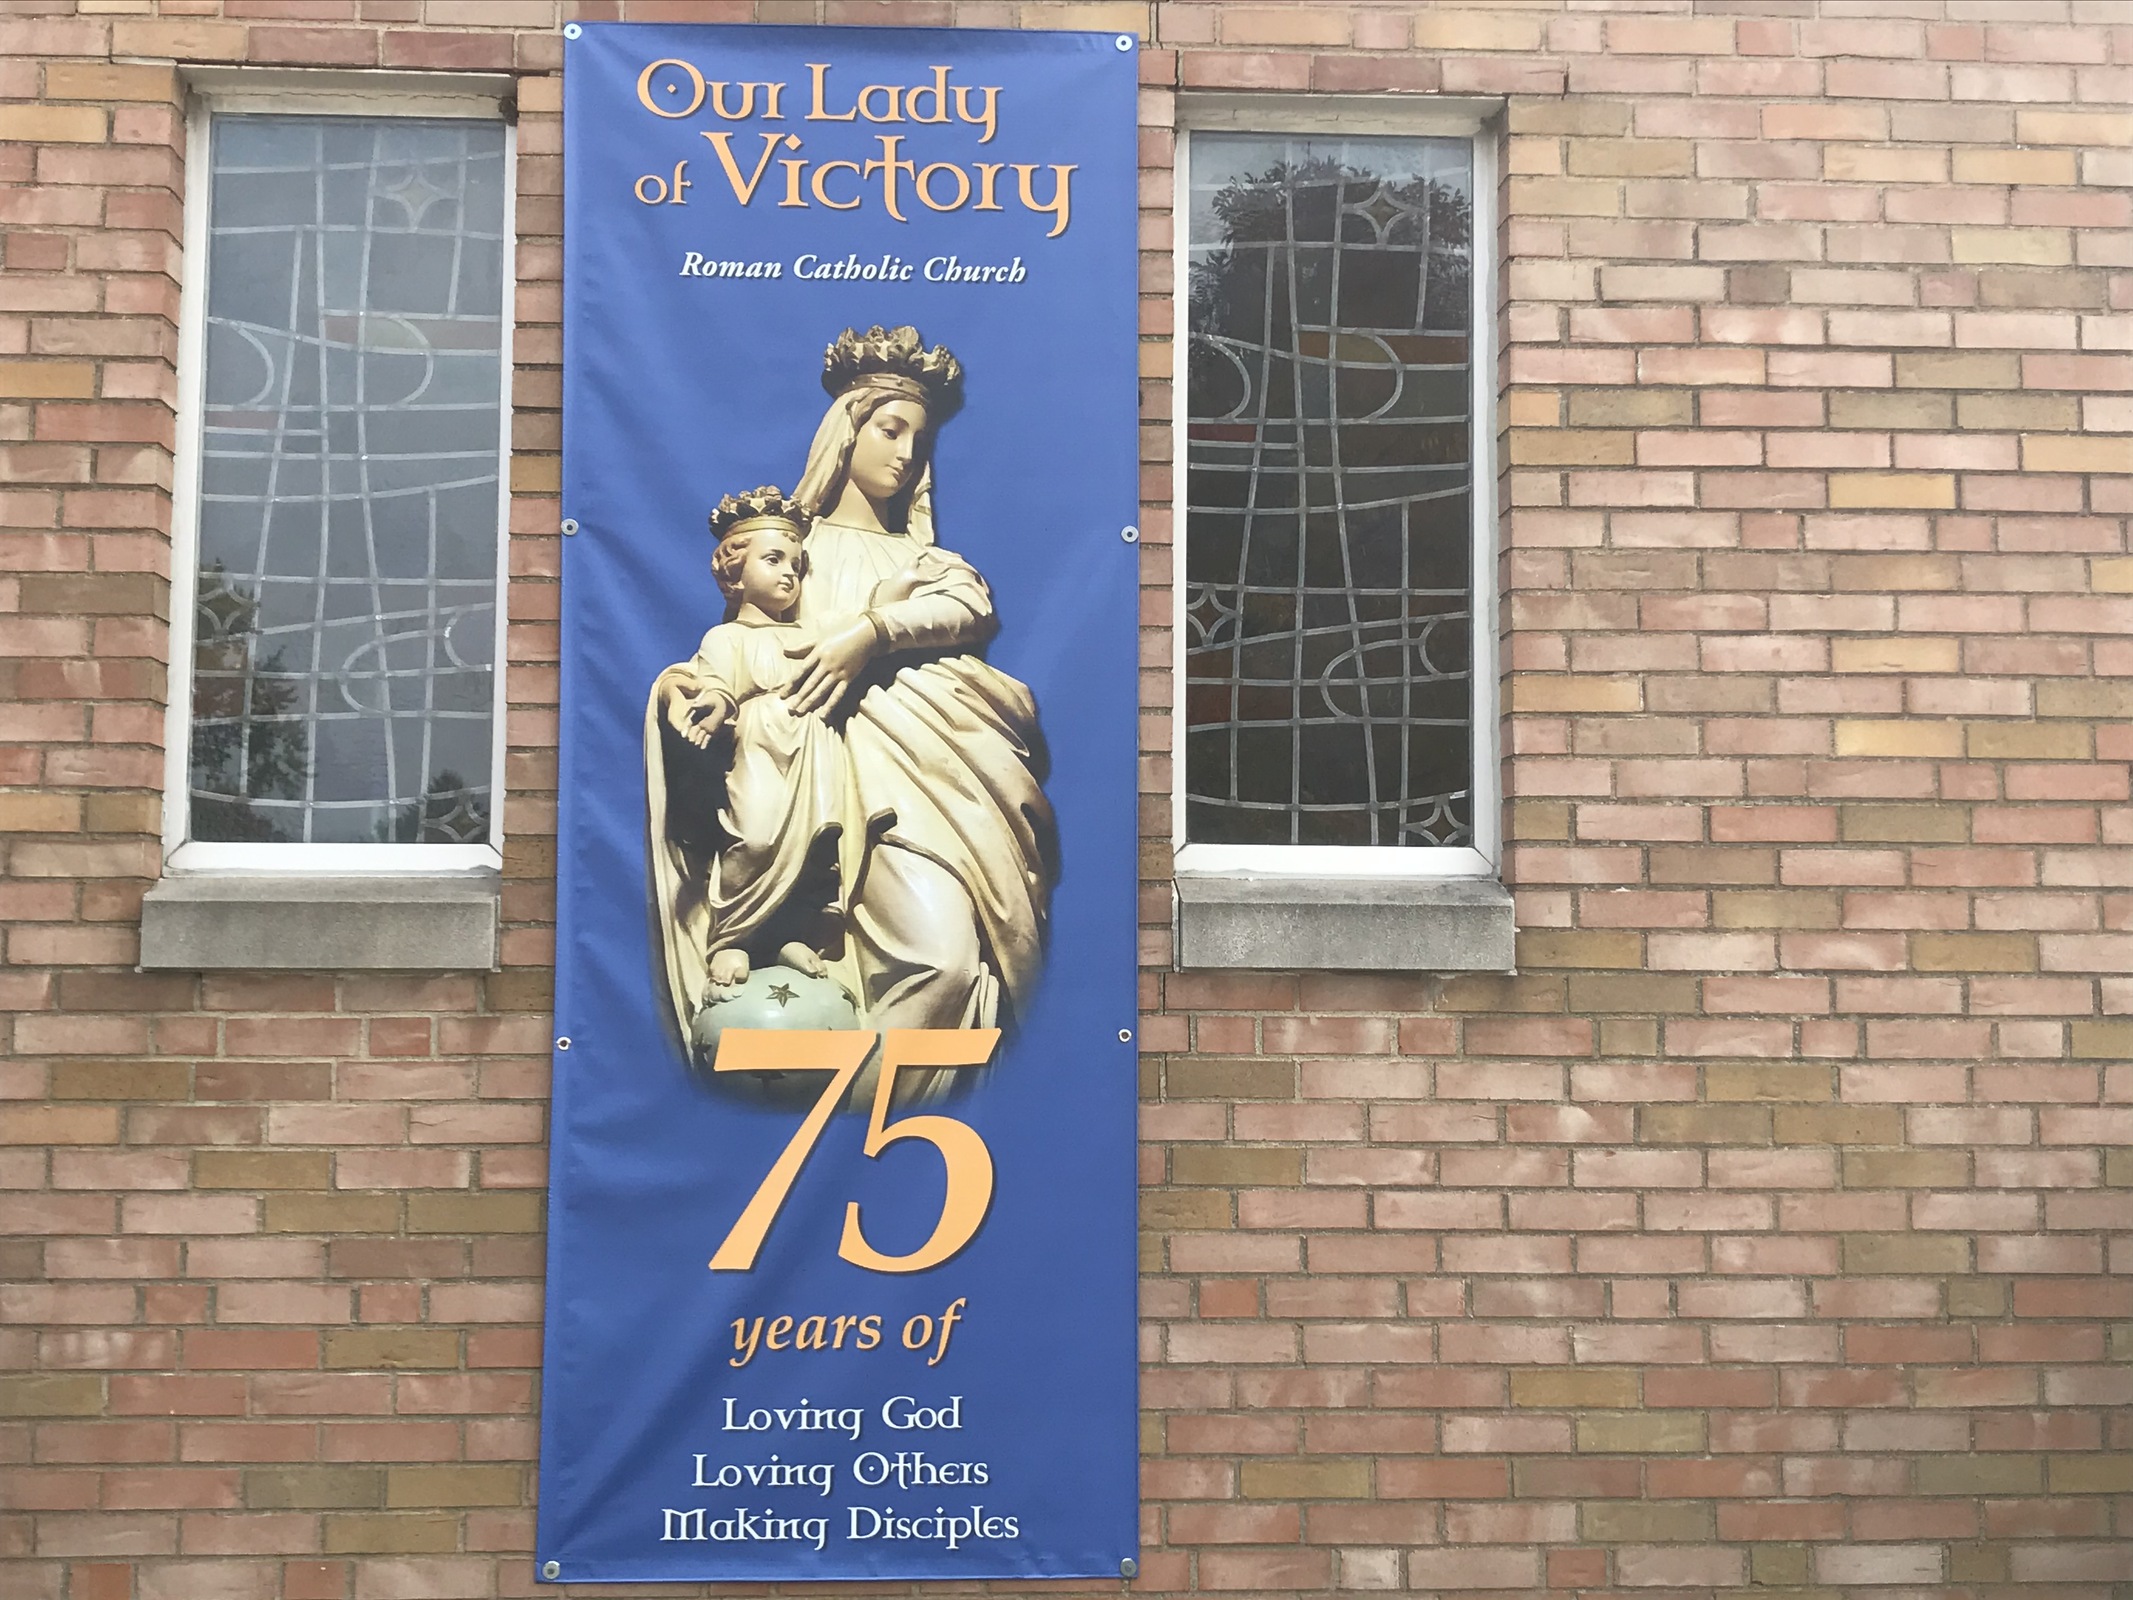 Our Lady
of Victory
Roman Catholic Church
75
years of
Loving God
Loving Others
Making Disciples